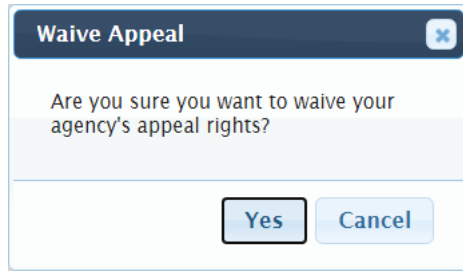 Waive Appeal
Are you sure you want to waive your
agency's appeal rights?
Yes Cancel